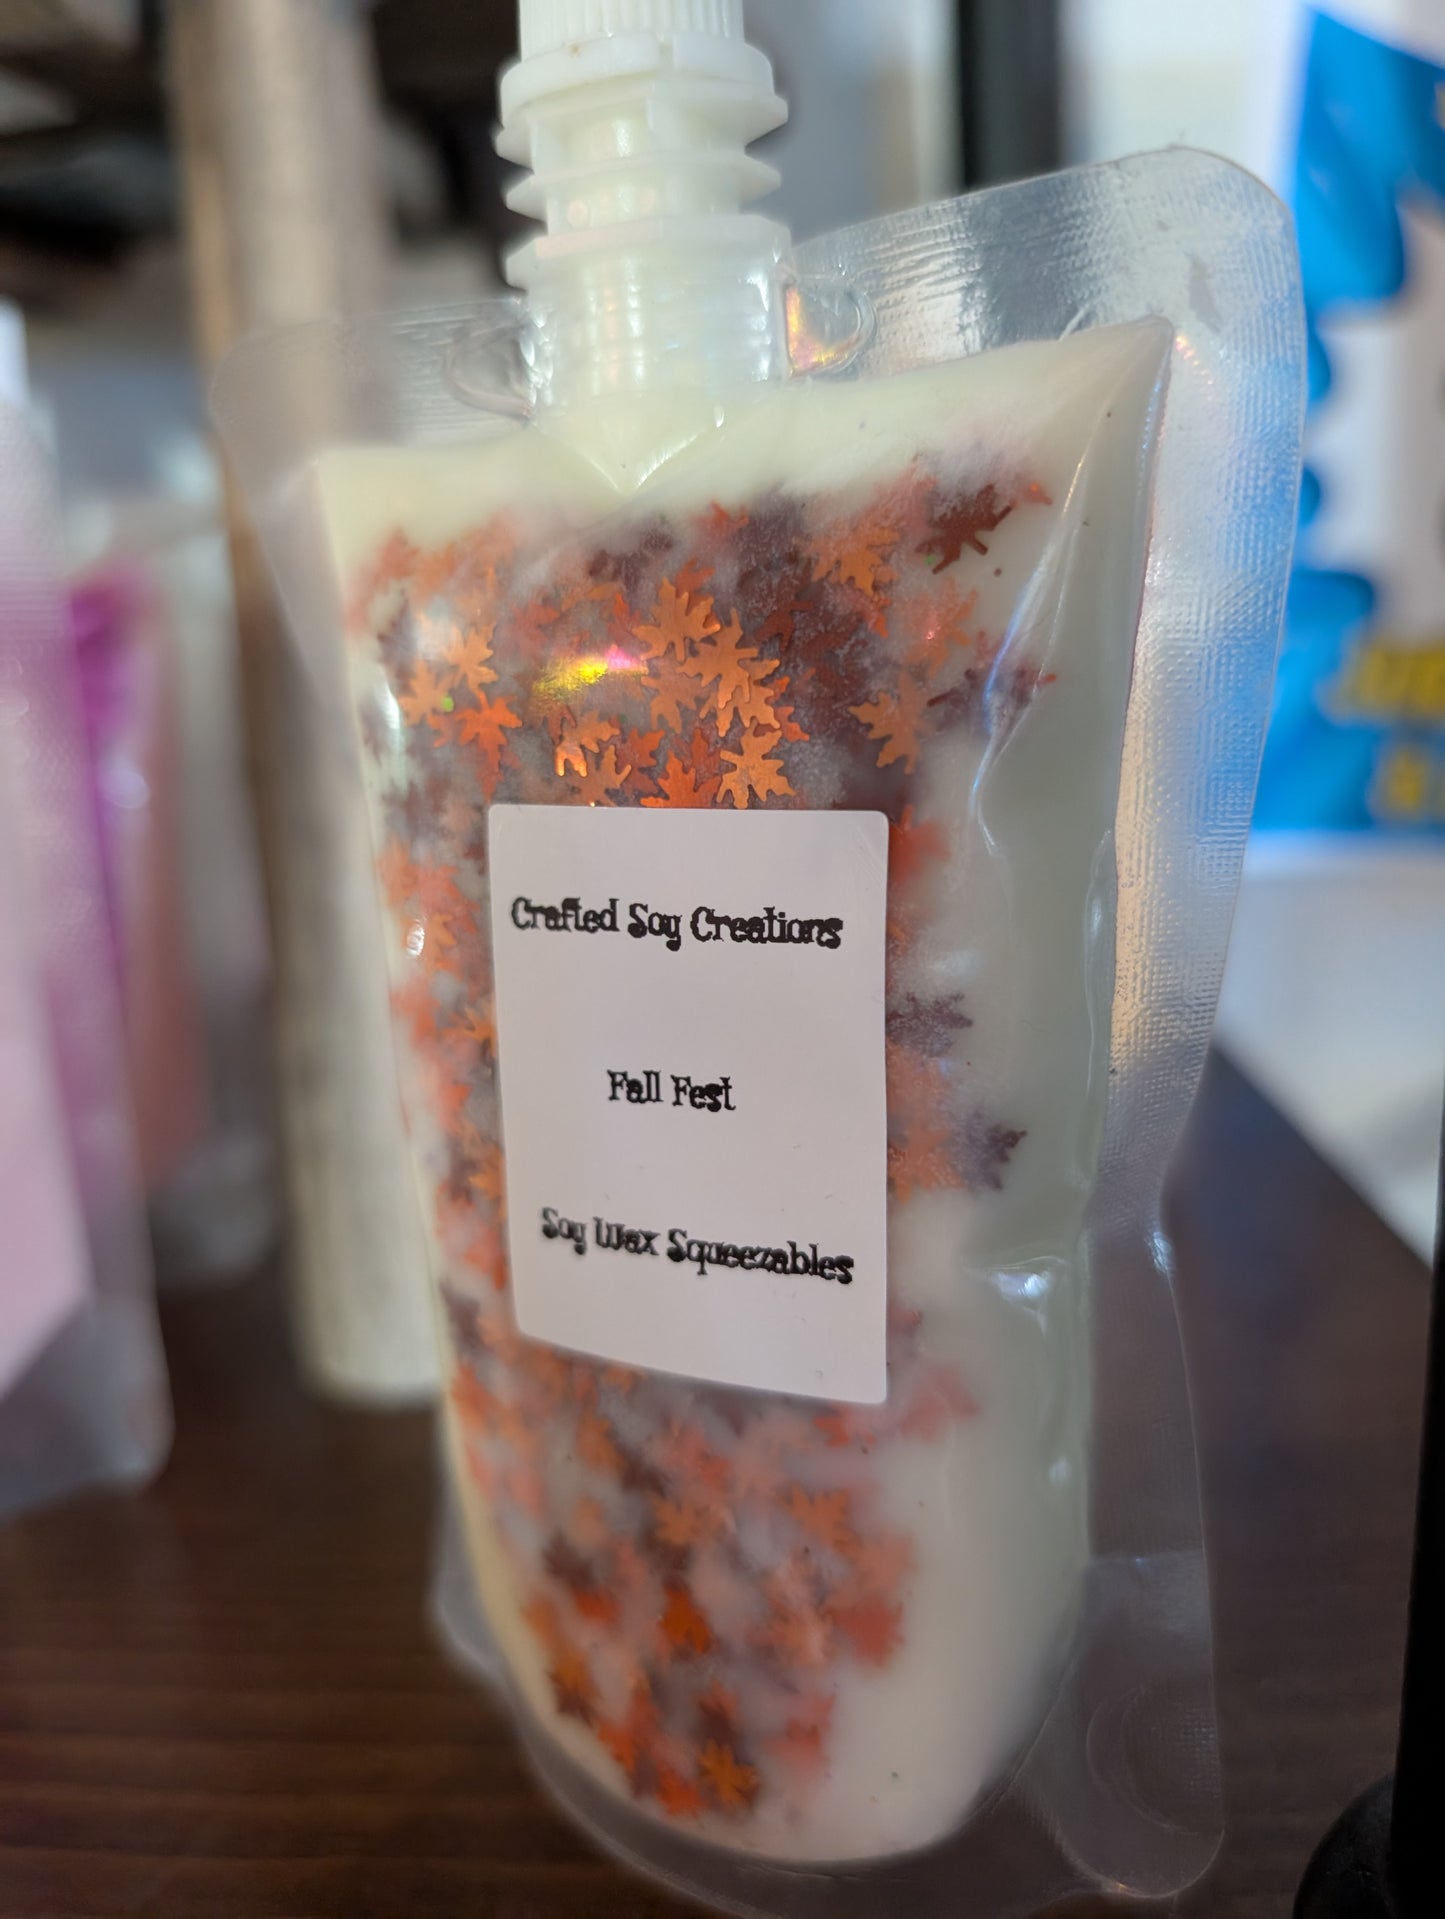 Crafted Soy Creations
Fall Fest
Soy Wax Squeezables